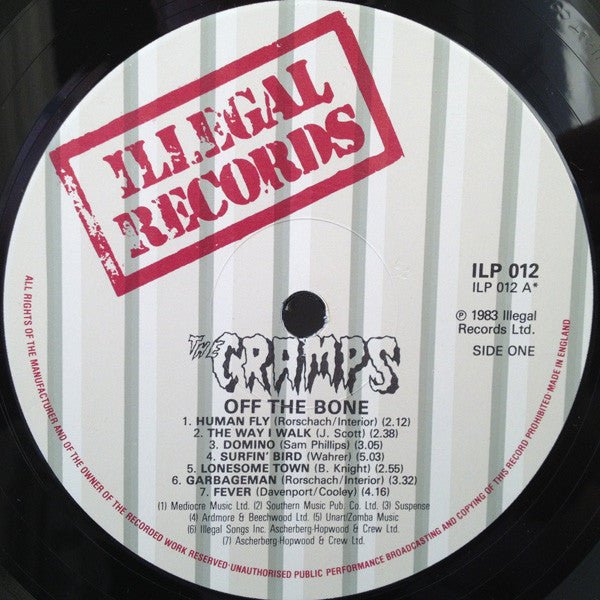 ILLEGAL
RECORDS
ILP 012
ILP 012 A*
℗ 1983 Illegal
Records Ltd.
SIDE ONE
THE CRAMPS
OFF THE BONE
1. HUMAN FLY (Rorschach/Interior) (2.12)
2. THE WAY I WALK (J. Scott) (2.38)
3. DOMINO (Sam Phillips) (3.05)
4. SURFIN' BIRD (Wahrer) (5.03)
5. LONESOME TOWN (B. Knight) (2.55)
6. GARBAGEMAN (Rorschach/Interior) (3.32)
7. FEVER (Davenport/Cooley) (4.16)
(1) Mediocre Music Ltd. (2) Southern Music Pub. Co. Ltd. (3) Suspense
(4) Ardmore & Beechwood Ltd. (5) Unart/Zomba Music
(6) Illegal Songs Inc. Ascherberg-Hopwood & Crew Ltd.
(7) Ascherberg-Hopwood & Crew Ltd.
ALL RIGHTS OF THE MANUFACTURER AND OF THE OWNER OF THE RECORDED WORK RESERVED·UNAUTHORISED PUBLIC PERFORMANCE BROADCASTING AND COPYING OF THIS RECORD PROHIBITED·MADE IN ENGLAND